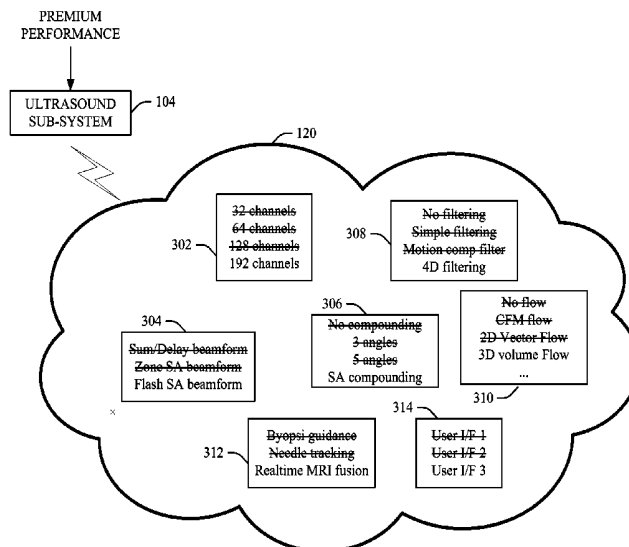 PREMIUM
PERFORMANCE
ULTRASOUND
SUB-SYSTEM
104
120
302
32 channels
64 channels
128 channels
192 channels
308
No filtering
Simple filtering
Motion comp filter
4D filtering
304
Sum/Delay beamform
Zone SA beamform
Flash SA beamform
306
No compounding
3 angles
5 angles
SA compounding
No flow
CFM flow
2D Vector Flow
3D volume Flow
...
310
312
Byopsi guidance
Needle tracking
Realtime MRI fusion
314
User I/F 1
User I/F 2
User I/F 3